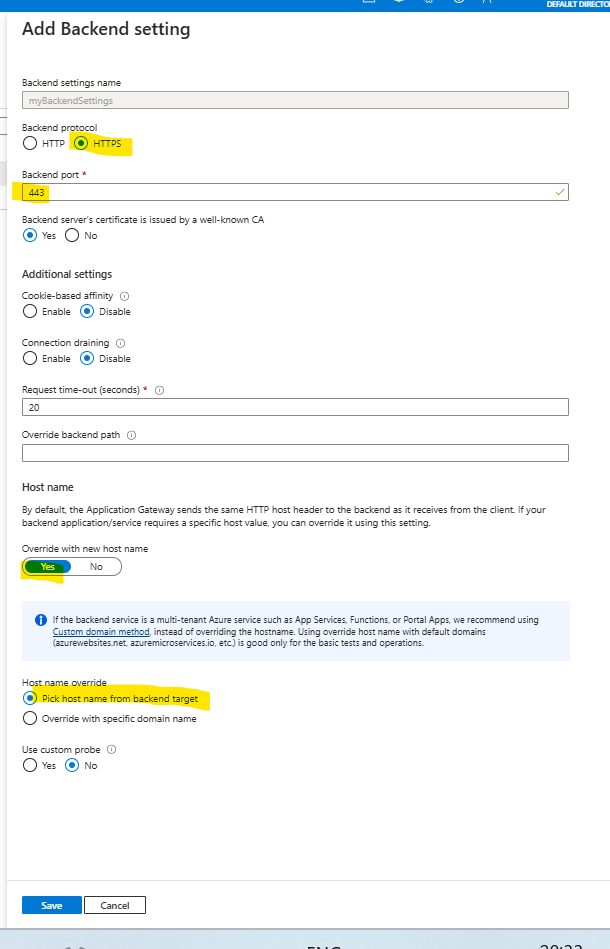 DEFAULT DIRECTO
Add Backend setting
Backend settings name
myBackendSettings
Backend protocol
HTTP HTTPS
Backend port *
443
Backend server's certificate is issued by a well-known CA
Yes No
Additional settings
Cookie-based affinity
Enable Disable
Connection draining
Enable Disable
Request time-out (seconds) *
20
Override backend path
Host name
By default, the Application Gateway sends the same HTTP host header to the backend as it receives from the client. If your
backend application/service requires a specific host value, you can override it using this setting.
Override with new host name
Yes No
If the backend service is a multi-tenant Azure service such as App Services, Functions, or Portal Apps, we recommend using
Custom domain method, instead of overriding the hostname. Using override host name with default domains
(azurewebsites.net, azuremicroservices.io, etc.) is good only for the basic tests and operations.
Host name override
Pick host name from backend target
Override with specific domain name
Use custom probe
Yes No
Save Cancel